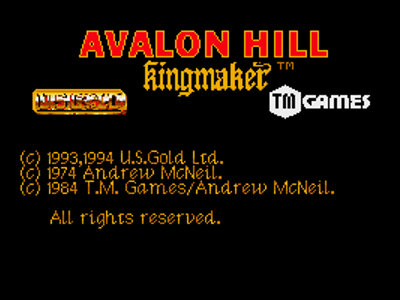 AVALON HILL
kingmaker™
U.S. GOLD
TM GAMES
(c) 1993,1994 U.S.Gold Ltd.
(c) 1974 Andrew McNeil.
(c) 1984 T.M. Games/Andrew McNeil.
All rights reserved.